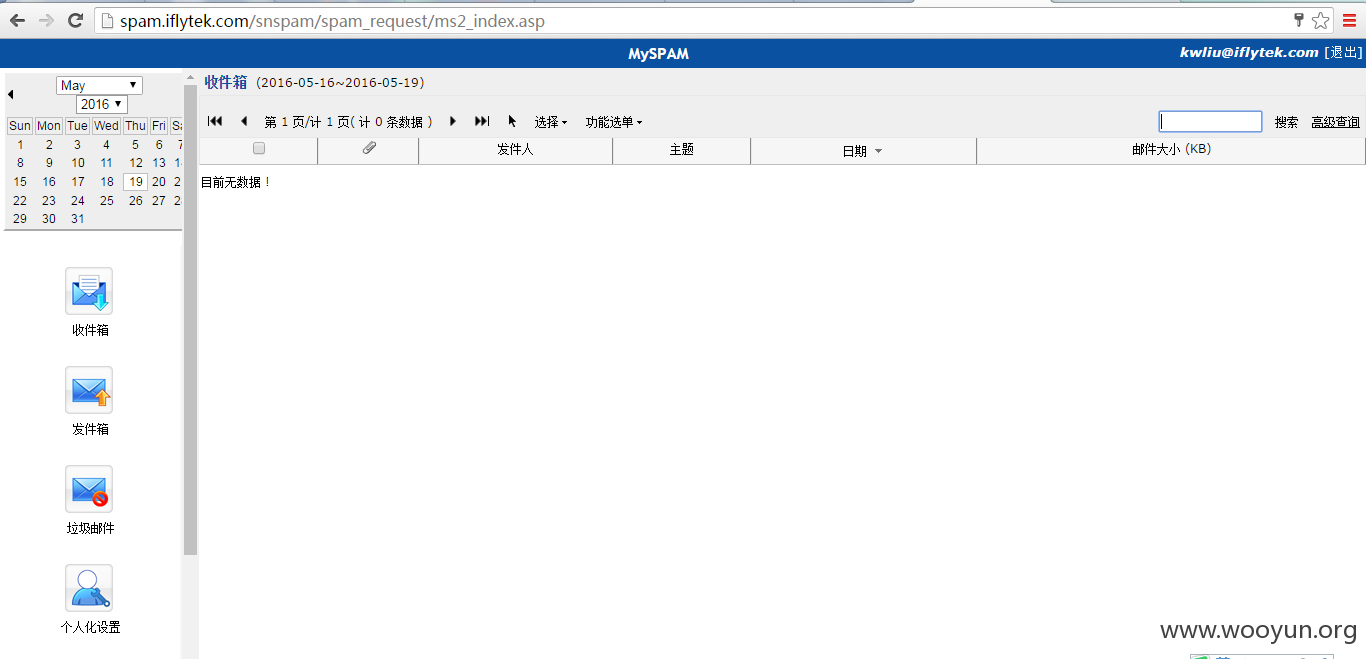 spam.iflytek.com/snspam/spam_request/ms2_index.asp
MySPAM
kwliu@iflytek.com [退出]
May
2016
Sun Mon Tue Wed Thu Fri
1 2 3 4 5 6 7
8 9 10 11 12 13
15 16 17 18 19 20
22 23 24 25 26 27
29 30 31
收件箱
发件箱
垃圾邮件
个人化设置
收件箱 (2016-05-16~2016-05-19)
第 1 页/计 1 页( 计 0 条数据 ) 选择 功能选单 搜索 高级查询
发件人 主题 日期 邮件大小 (KB)
目前无数据！
www.wooyun.org